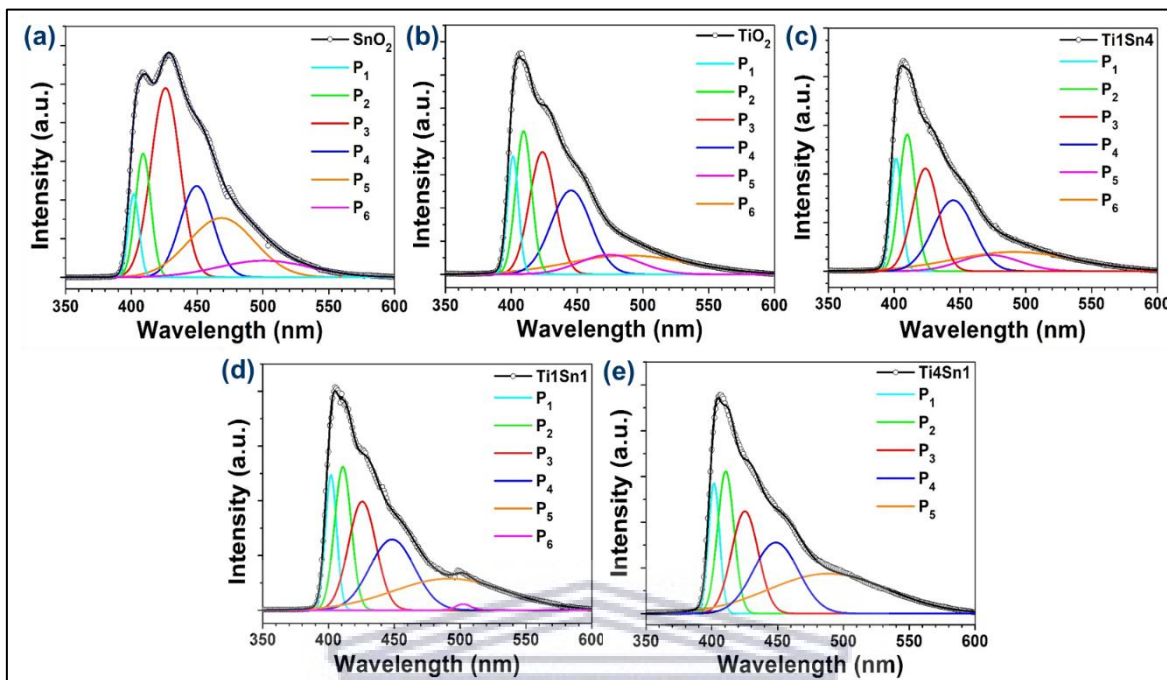 (a)
SnO₂
P₁
P₂
P₃
P₄
P₅
P₆
Intensity (a.u.)
350 400 450 500 550 600
Wavelength (nm)
(b)
TiO₂
P₁
P₂
P₃
P₄
P₅
P₆
Intensity (a.u.)
350 400 450 500 550 600
Wavelength (nm)
(c)
Ti1Sn4
P₁
P₂
P₃
P₄
P₅
P₆
Intensity (a.u.)
350 400 450 500 550 600
Wavelength (nm)
(d)
Ti1Sn1
P₁
P₂
P₃
P₄
P₅
P₆
Intensity (a.u.)
350 400 450 500 550 600
Wavelength (nm)
(e)
Ti4Sn1
P₁
P₂
P₃
P₄
P₅
Intensity (a.u.)
350 400 450 500 550 600
Wavelength (nm)